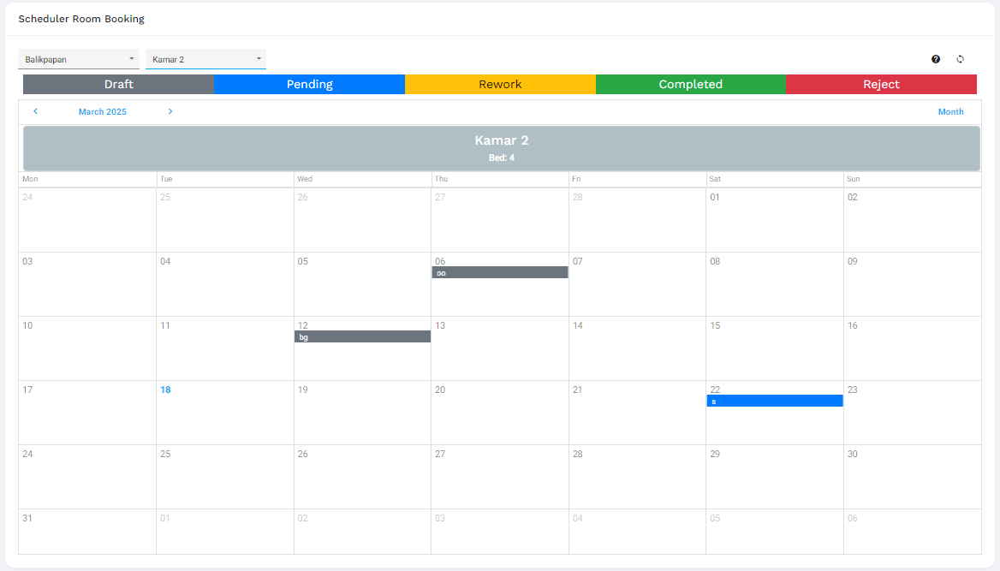 Scheduler Room Booking
Balikpapan Kamar 2
Draft Pending Rework Completed Reject
March 2025 Month
Kamar 2
Bed: 4
Mon Tue Wed Thu Fri Sat Sun
24 25 26 27 28 01 02
03 04 05 06 07 08 09
oo
10 11 12 13 14 15 16
bg
17 18 19 20 21 22 23
s
24 25 26 27 28 29 30
31 01 02 03 04 05 06